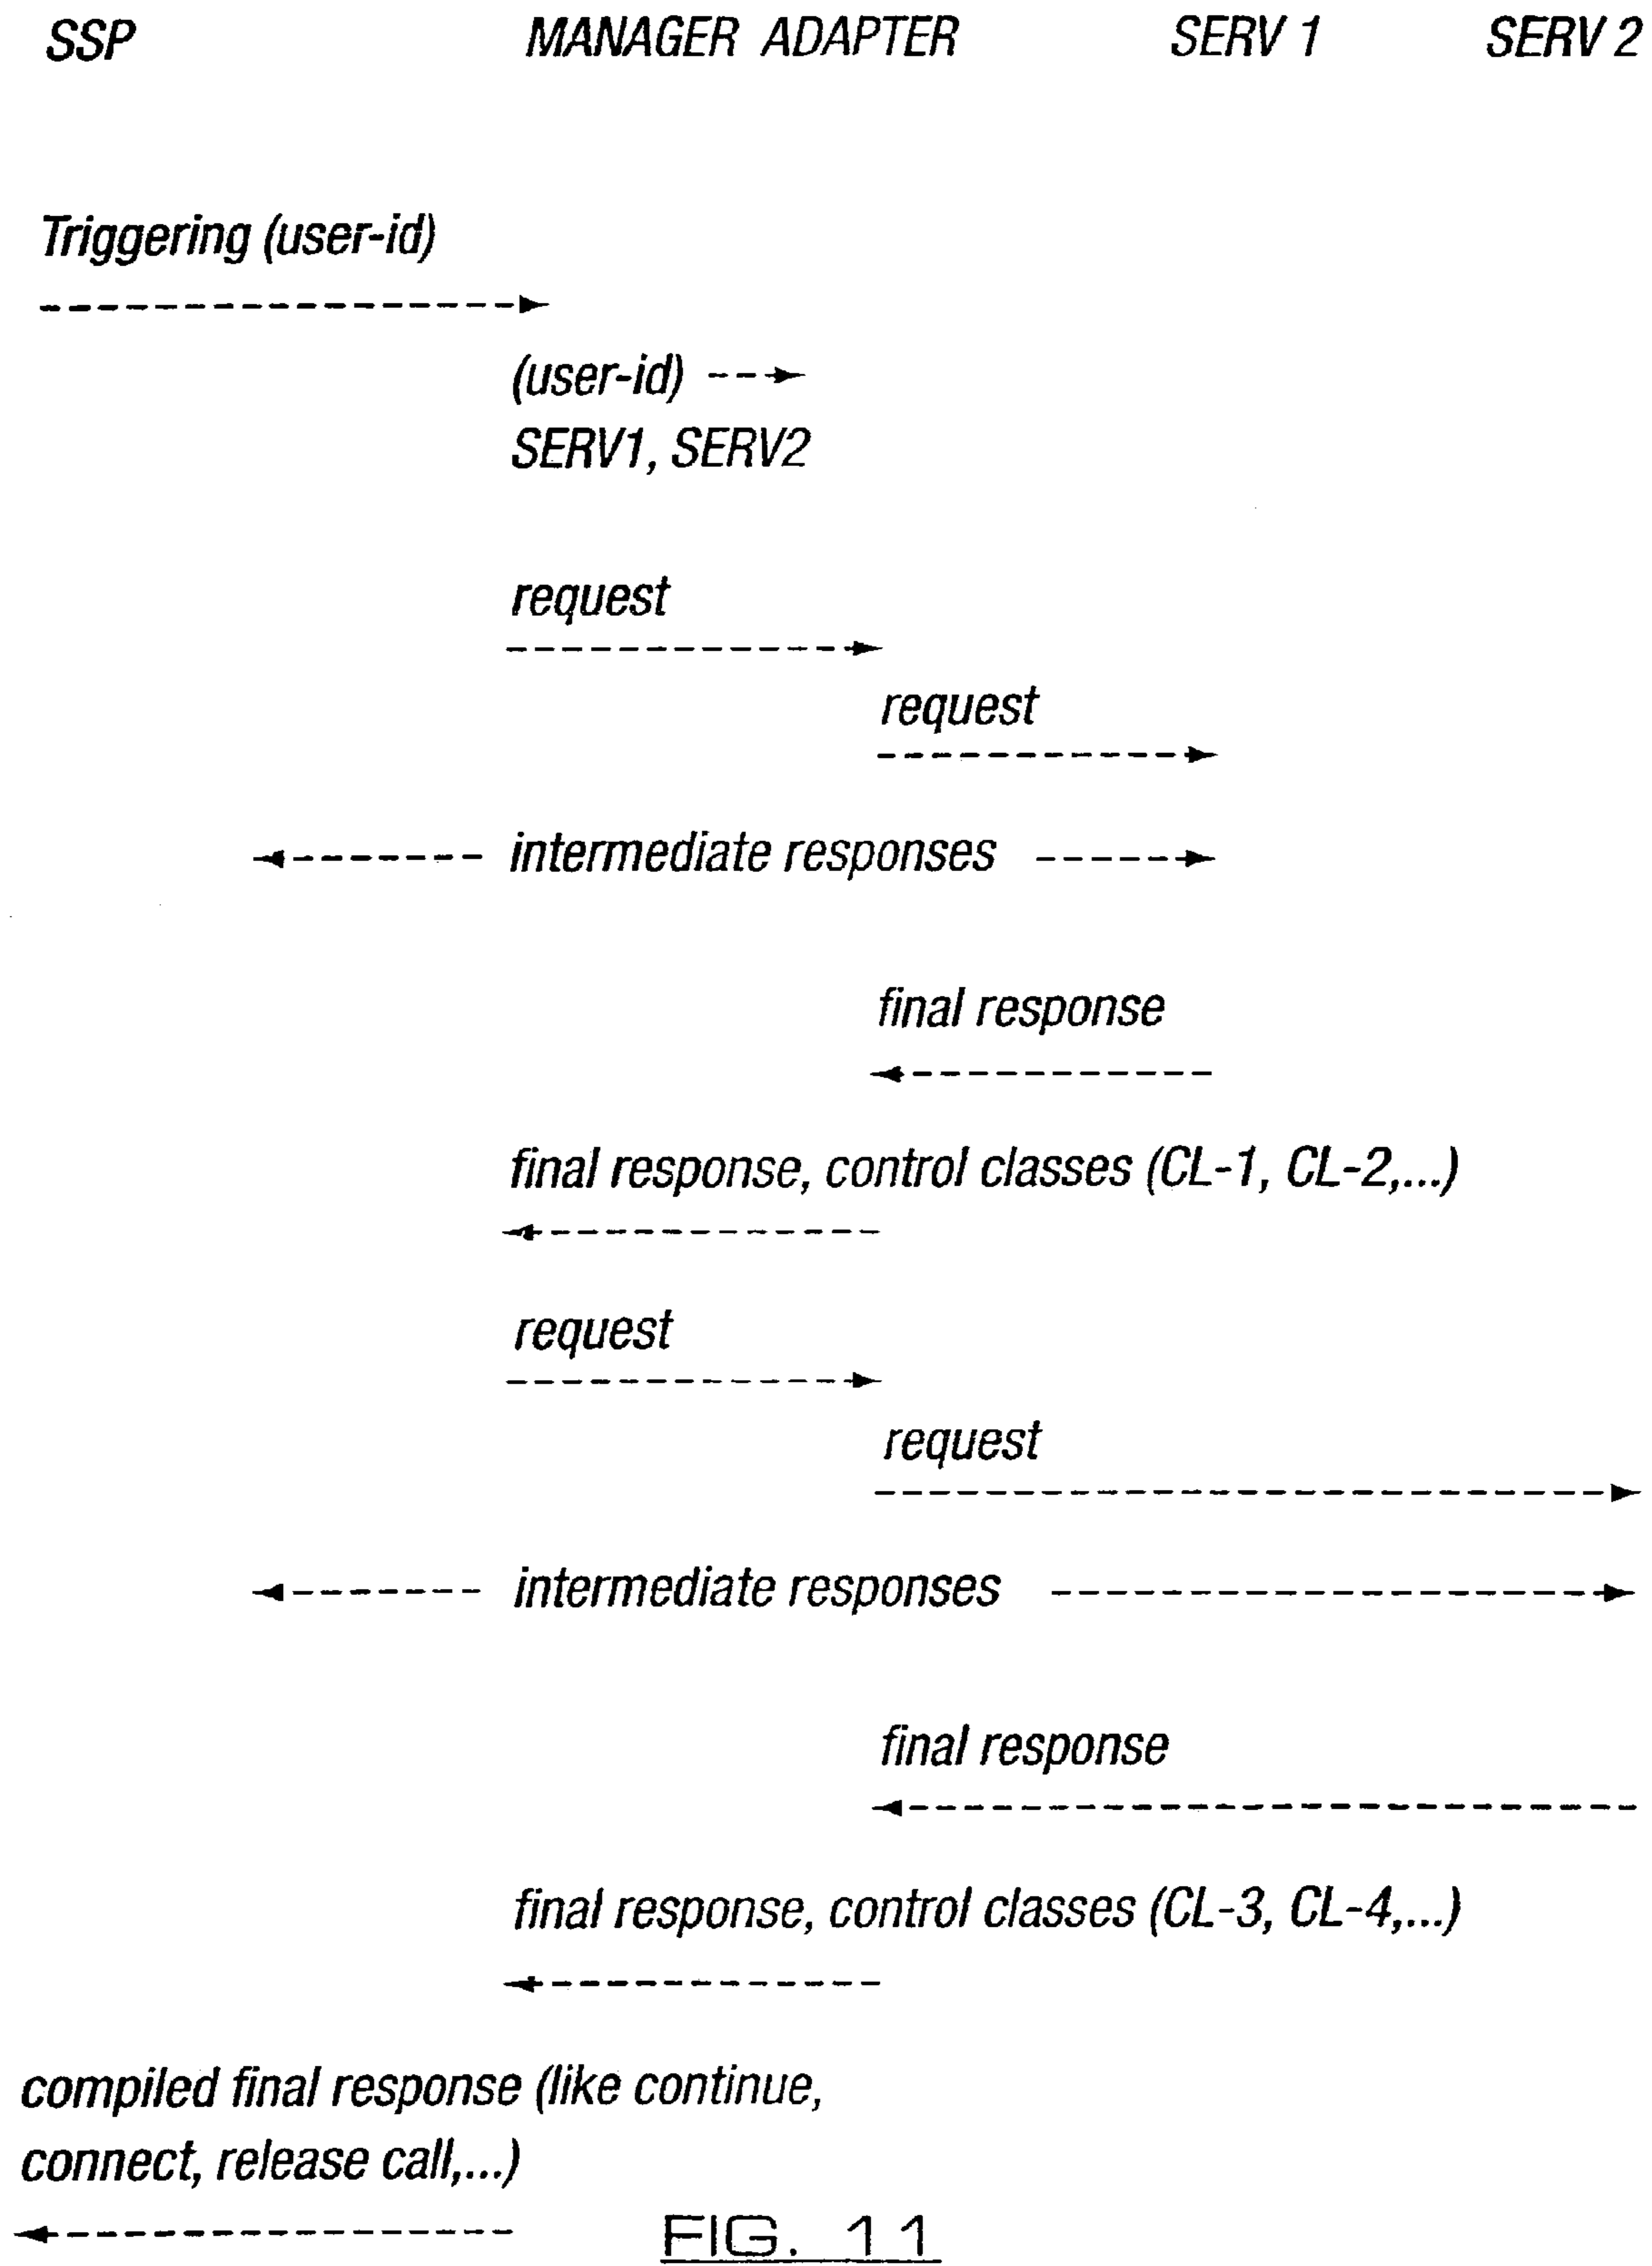 SSP MANAGER ADAPTER SERV 1 SERV 2
Triggering (user-id)
(user-id)
SERV1, SERV2
request
request
intermediate responses
final response
final response, control classes (CL-1, CL-2,...)
request
request
intermediate responses
final response
final response, control classes (CL-3, CL-4,...)
compiled final response (like continue,
connect, release call,...)
FIG. 11